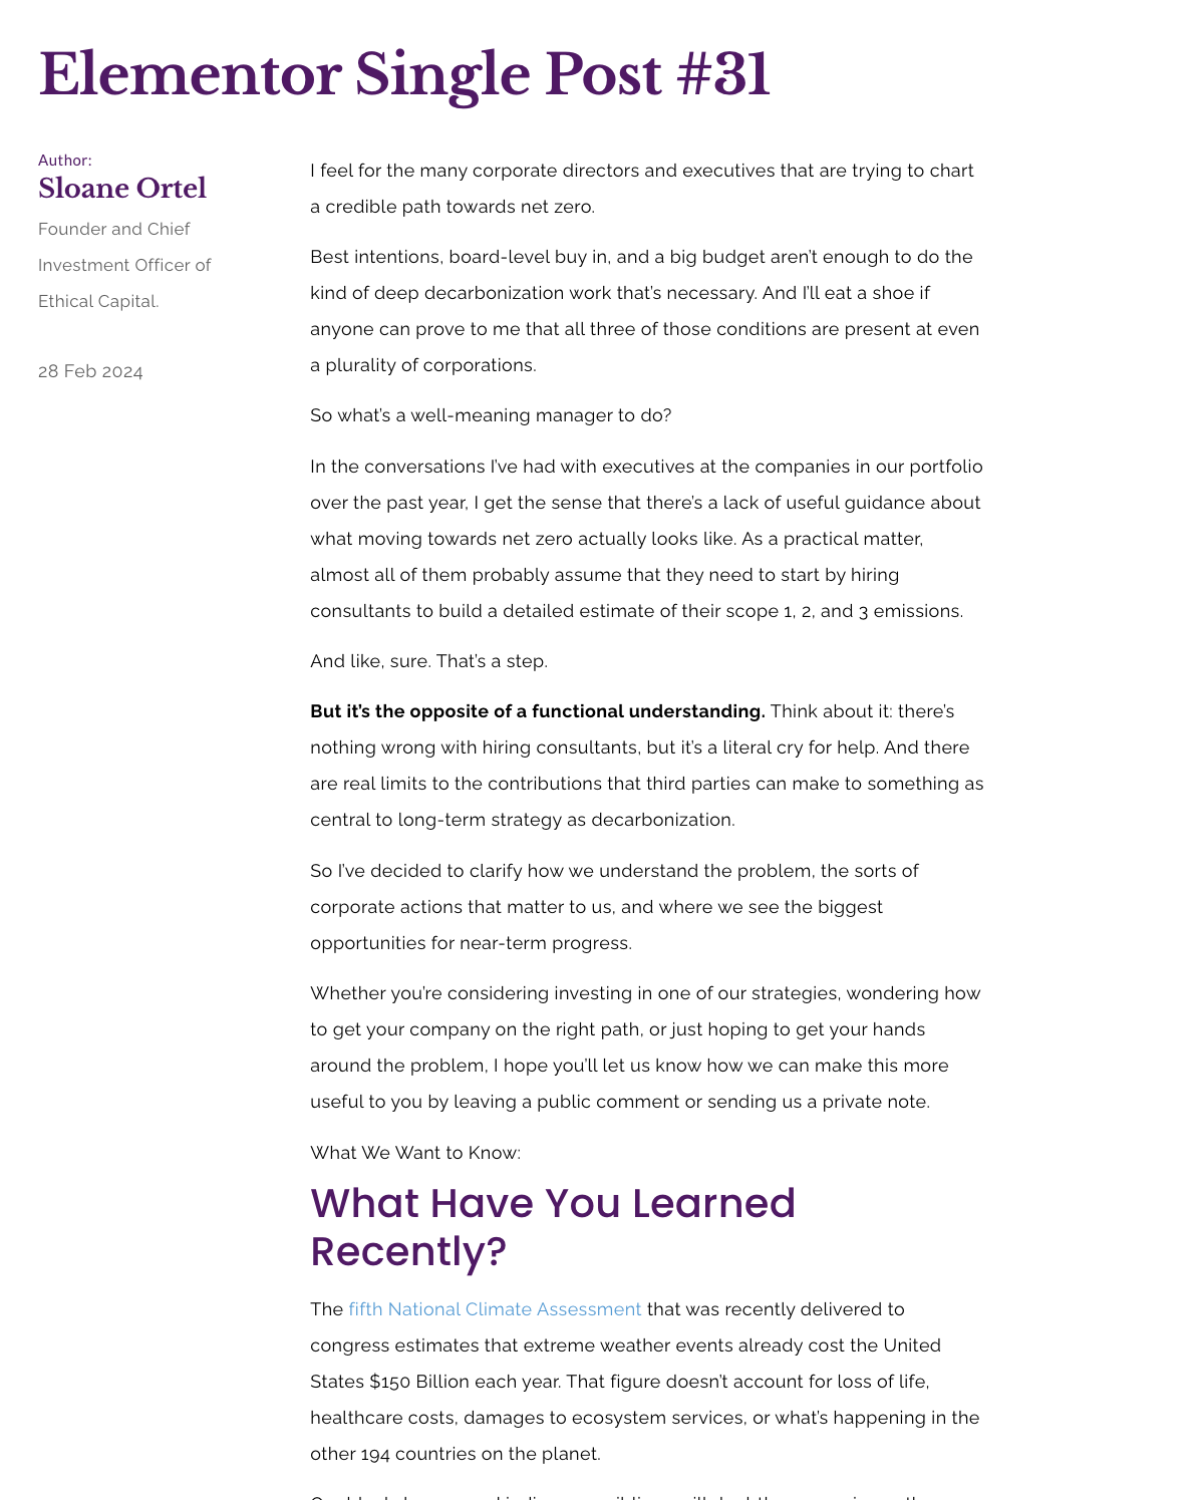 Elementor Single Post #31
Author:
Sloane Ortel
Founder and Chief
Investment Officer of
Ethical Capital.
28 Feb 2024
I feel for the many corporate directors and executives that are trying to chart
a credible path towards net zero.
Best intentions, board-level buy in, and a big budget aren’t enough to do the
kind of deep decarbonization work that’s necessary. And I’ll eat a shoe if
anyone can prove to me that all three of those conditions are present at even
a plurality of corporations.
So what’s a well-meaning manager to do?
In the conversations I’ve had with executives at the companies in our portfolio
over the past year, I get the sense that there’s a lack of useful guidance about
what moving towards net zero actually looks like. As a practical matter,
almost all of them probably assume that they need to start by hiring
consultants to build a detailed estimate of their scope 1, 2, and 3 emissions.
And like, sure. That’s a step.
But it’s the opposite of a functional understanding. Think about it: there’s
nothing wrong with hiring consultants, but it’s a literal cry for help. And there
are real limits to the contributions that third parties can make to something as
central to long-term strategy as decarbonization.
So I’ve decided to clarify how we understand the problem, the sorts of
corporate actions that matter to us, and where we see the biggest
opportunities for near-term progress.
Whether you’re considering investing in one of our strategies, wondering how
to get your company on the right path, or just hoping to get your hands
around the problem, I hope you’ll let us know how we can make this more
useful to you by leaving a public comment or sending us a private note.
What We Want to Know:
What Have You Learned
Recently?
The fifth National Climate Assessment that was recently delivered to
congress estimates that extreme weather events already cost the United
States $150 Billion each year. That figure doesn’t account for loss of life,
healthcare costs, damages to ecosystem services, or what’s happening in the
other 194 countries on the planet.